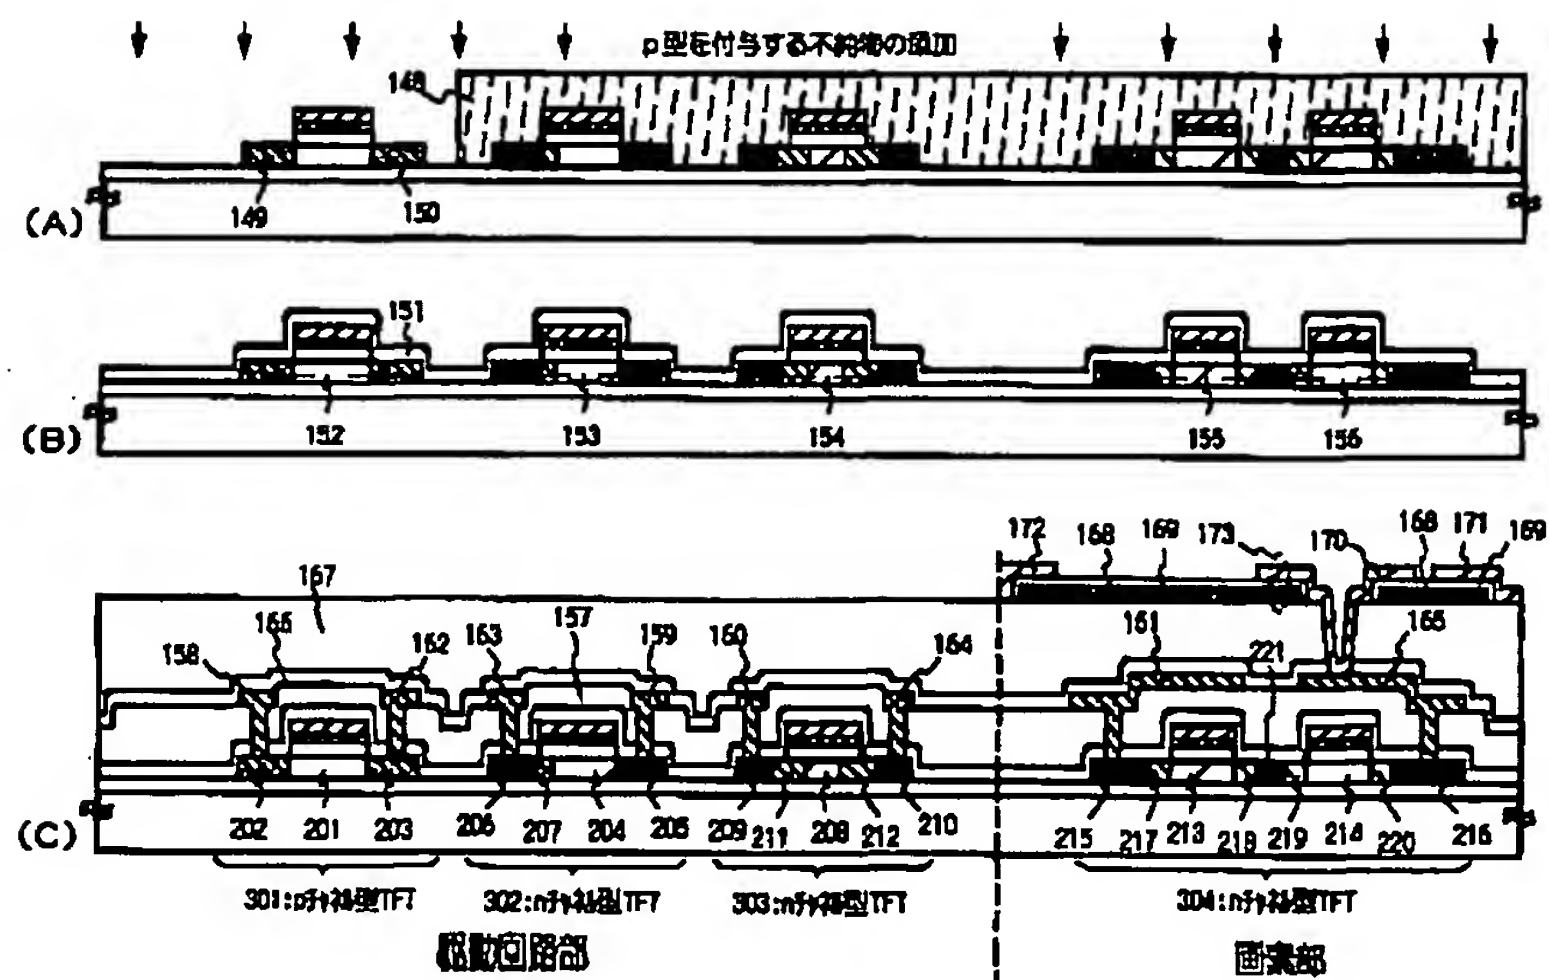 p型を付与する不純物の添加
148
149 150
(A)
151
152 153 154 155 156
(B)
172 168 169 173 170 168 171 169
167
158 166 162 163 157 159 160 164 161 221 165
202 201 203 206 207 204 205 209 211 208 212 210 215 217 213 218 219 214 220 216
(C)
301:pチャネル型TFT 302:nチャネル型TFT 303:nチャネル型TFT 304:nチャネル型TFT
駆動回路部 画素部